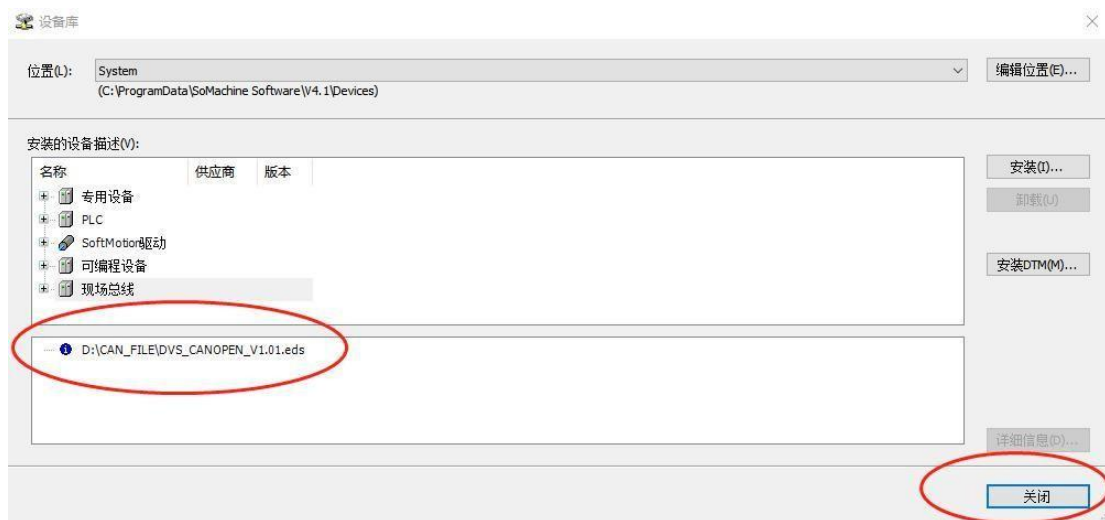 设备库
位置(L): System 编辑位置(E)...
(C:\ProgramData\SoMachine Software\V4.1\Devices)
安装的设备描述(V):
名称 供应商 版本 安装(I)...
专用设备 卸载(U)
PLC
SoftMotion驱动
可编程设备 安装DTM(M)...
现场总线
D:\CAN_FILE\DVS_CANOPEN_V1.01.eds
详细信息(D)...
关闭